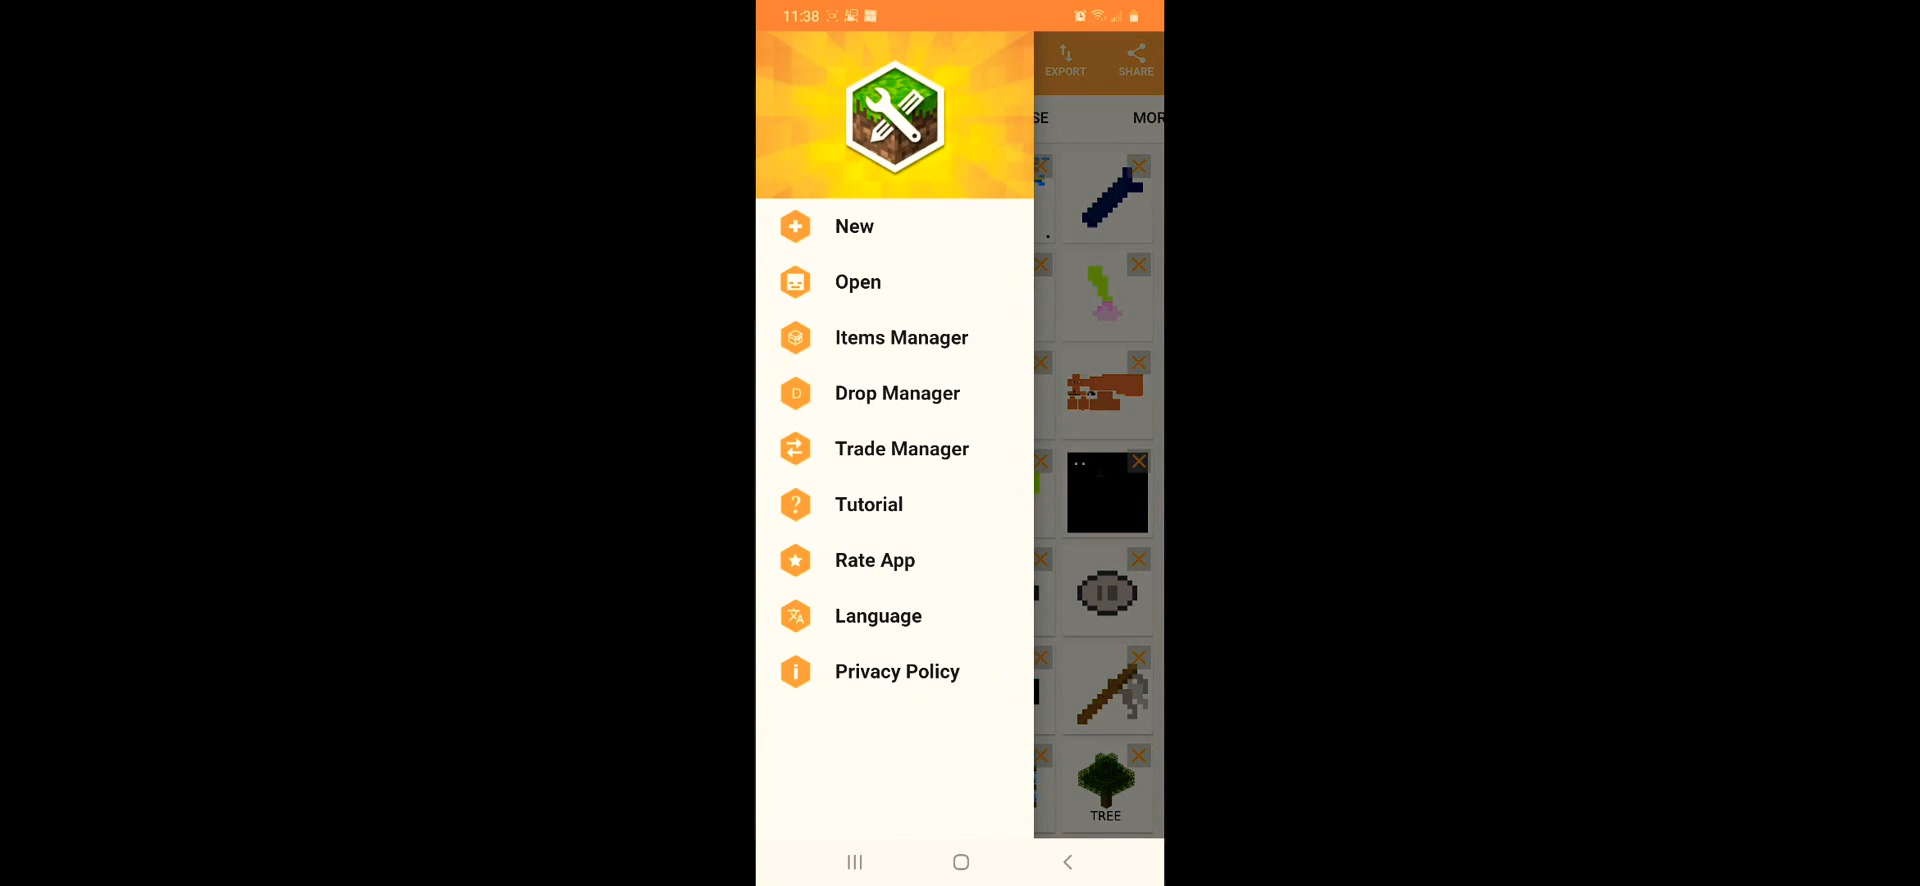 11:38
EXPORT
SHARE
SE
MOR
New
Open
Items Manager
D
Drop Manager
Trade Manager
Tutorial
Rate App
Language
Privacy Policy
TREE